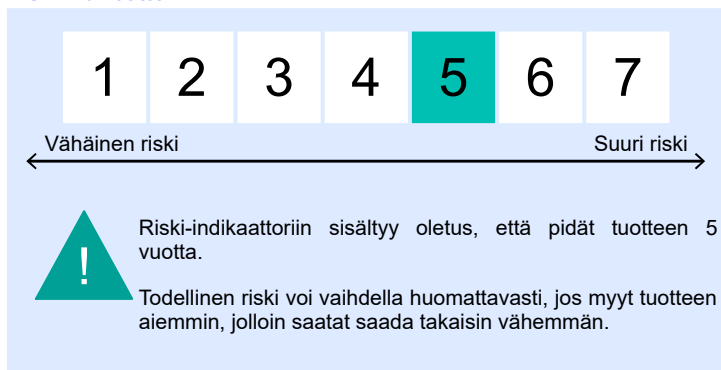 1 2 3 4 5 6 7
Vähäinen riski Suuri riski
!
Riski-indikaattoriin sisältyy oletus, että pidät tuotteen 5
vuotta.
Todellinen riski voi vaihdella huomattavasti, jos myyt tuotteen
aiemmin, jolloin saatat saada takaisin vähemmän.